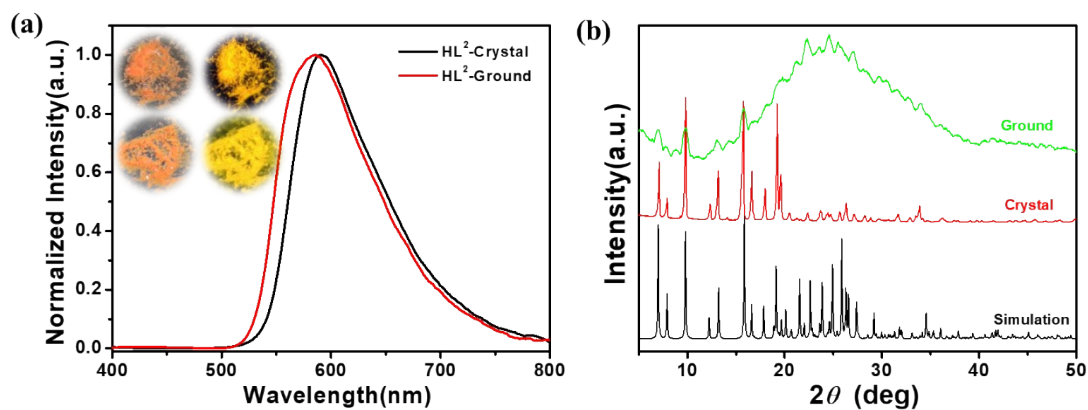 (a)
HL²-Crystal
HL²-Ground
Normalized Intensity(a.u.)
1.0
0.8
0.6
0.4
0.2
0.0
400 500 600 700 800
Wavelength(nm)
(b)
Ground
Crystal
Simulation
Intensity(a.u.)
10 20 30 40 50
2θ (deg)